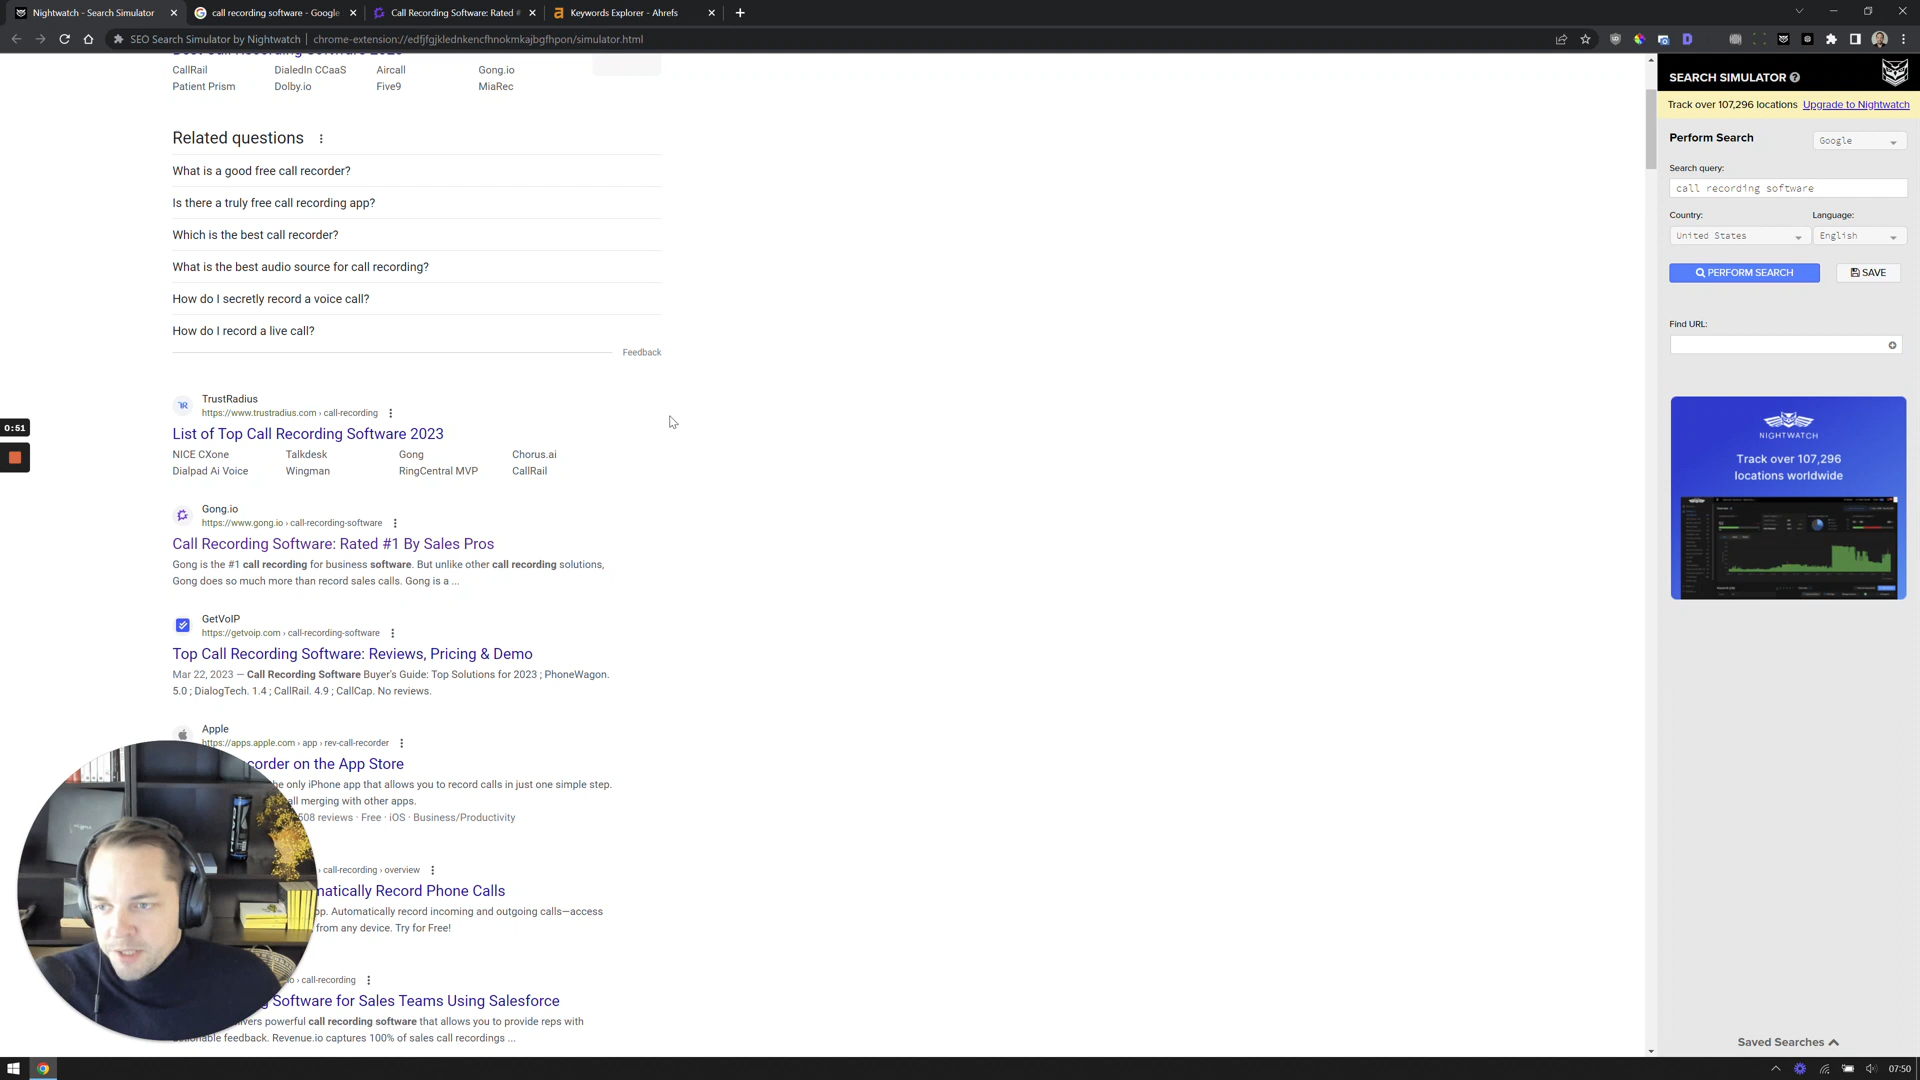 Nightwatch - Search Simulator
call recording software - Google
Call Recording Software: Rated #
Keywords Explorer - Ahrefs
SEO Search Simulator by Nightwatch
chrome-extension://edfjfgjklednkencfhnokmkajbgfhpon/simulator.html
CallRail DialedIn CCaaS Aircall Gong.io
Patient Prism Dolby.io Five9 MiaRec
Related questions
What is a good free call recorder?
Is there a truly free call recording app?
Which is the best call recorder?
What is the best audio source for call recording?
How do I secretly record a voice call?
How do I record a live call?
Feedback
TrustRadius
https://www.trustradius.com › call-recording
List of Top Call Recording Software 2023
NICE CXone Talkdesk Gong Chorus.ai
Dialpad Ai Voice Wingman RingCentral MVP CallRail
0:51
Gong.io
https://www.gong.io › call-recording-software
Call Recording Software: Rated #1 By Sales Pros
Gong is the #1 call recording for business software. But unlike other call recording solutions,
Gong does so much more than record sales calls. Gong is a ...
GetVoIP
https://getvoip.com › call-recording-software
Top Call Recording Software: Reviews, Pricing & Demo
Mar 22, 2023 — Call Recording Software Buyer's Guide: Top Solutions for 2023 ; PhoneWagon.
5.0 ; DialogTech. 1.4 ; CallRail. 4.9 ; CallCap. No reviews.
Apple
https://apps.apple.com › app › rev-call-recorder
corder on the App Store
he only iPhone app that allows you to record calls in just one simple step.
all merging with other apps.
508 reviews · Free · iOS · Business/Productivity
› call-recording › overview
matically Record Phone Calls
pp. Automatically record incoming and outgoing calls—access
from any device. Try for Free!
io › call-recording
g Software for Sales Teams Using Salesforce
ivers powerful call recording software that allows you to provide reps with
tionable feedback. Revenue.io captures 100% of sales call recordings ...
SEARCH SIMULATOR
Track over 107,296 locations Upgrade to Nightwatch
Perform Search
Google
Search query:
call recording software
Country:
Language:
United States
English
PERFORM SEARCH
SAVE
Find URL:
NIGHTWATCH
Track over 107,296
locations worldwide
Saved Searches
07:50